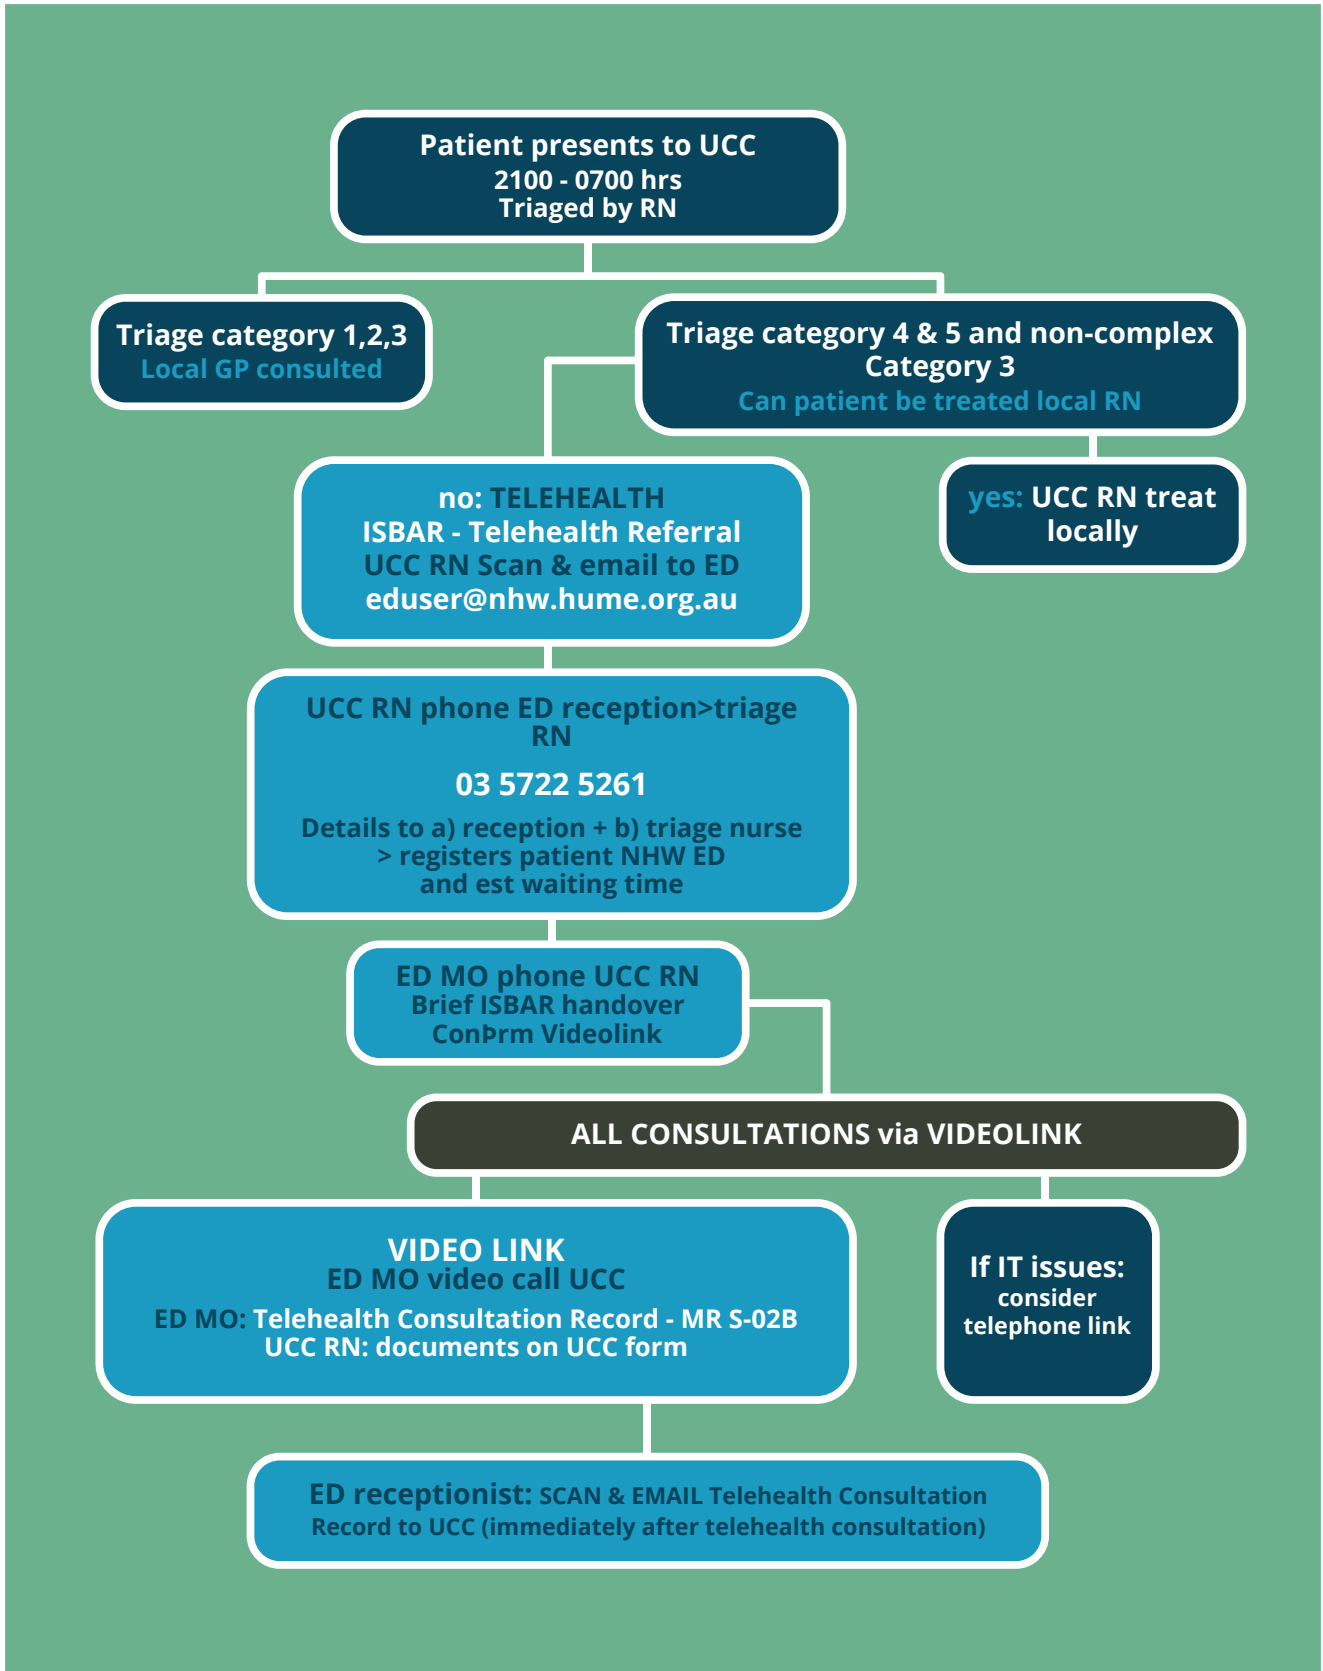 Patient presents to UCC
2100 - 0700 hrs
Triaged by RN
Triage category 1,2,3
Local GP consulted
Triage category 4 & 5 and non-complex
Category 3
Can patient be treated local RN
no: TELEHEALTH
ISBAR - Telehealth Referral
UCC RN Scan & email to ED
eduser@nhw.hume.org.au
yes: UCC RN treat
locally
UCC RN phone ED reception>triage
RN
03 5722 5261
Details to a) reception + b) triage nurse
> registers patient NHW ED
and est waiting time
ED MO phone UCC RN
Brief ISBAR handover
ConÞrm Videolink
ALL CONSULTATIONS via VIDEOLINK
VIDEO LINK
ED MO video call UCC
ED MO: Telehealth Consultation Record - MR S-02B
UCC RN: documents on UCC form
If IT issues:
consider
telephone link
ED receptionist: SCAN & EMAIL Telehealth Consultation
Record to UCC (immediately after telehealth consultation)